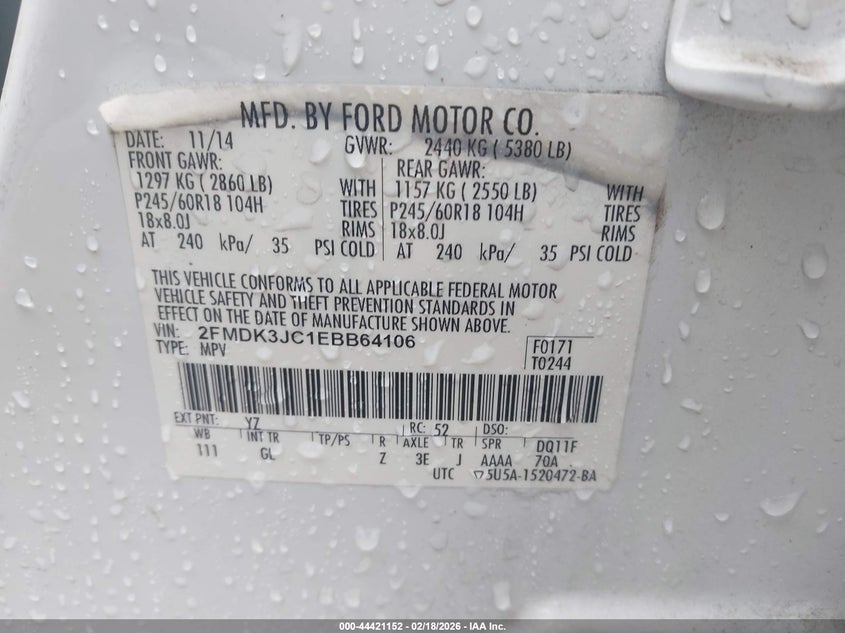 MFD. BY FORD MOTOR CO.
DATE: 11/14 GVWR: 2440 KG ( 5380 LB)
FRONT GAWR: REAR GAWR:
1297 KG ( 2860 LB) WITH 1157 KG ( 2550 LB) WITH
P245/60R18 104H TIRES P245/60R18 104H TIRES
18x8.0J RIMS 18x8.0J RIMS
AT 240 kPa/ 35 PSI COLD AT 240 kPa/ 35 PSI COLD
THIS VEHICLE CONFORMS TO ALL APPLICABLE FEDERAL MOTOR
VEHICLE SAFETY AND THEFT PREVENTION STANDARDS IN
EFFECT ON THE DATE OF MANUFACTURE SHOWN ABOVE.
VIN: 2FMDK3JC1EBB64106 F0171
TYPE: MPV T0244
EXT PNT: YZ RC: 52 DSO:
WB INT TR TP/PS R AXLE TR SPR DQ11F
111 GL Z 3E J AAAA 7QA
UTC ▽5U5A-1520472-BA
000-44421152 - 02/18/2026 - IAA Inc.